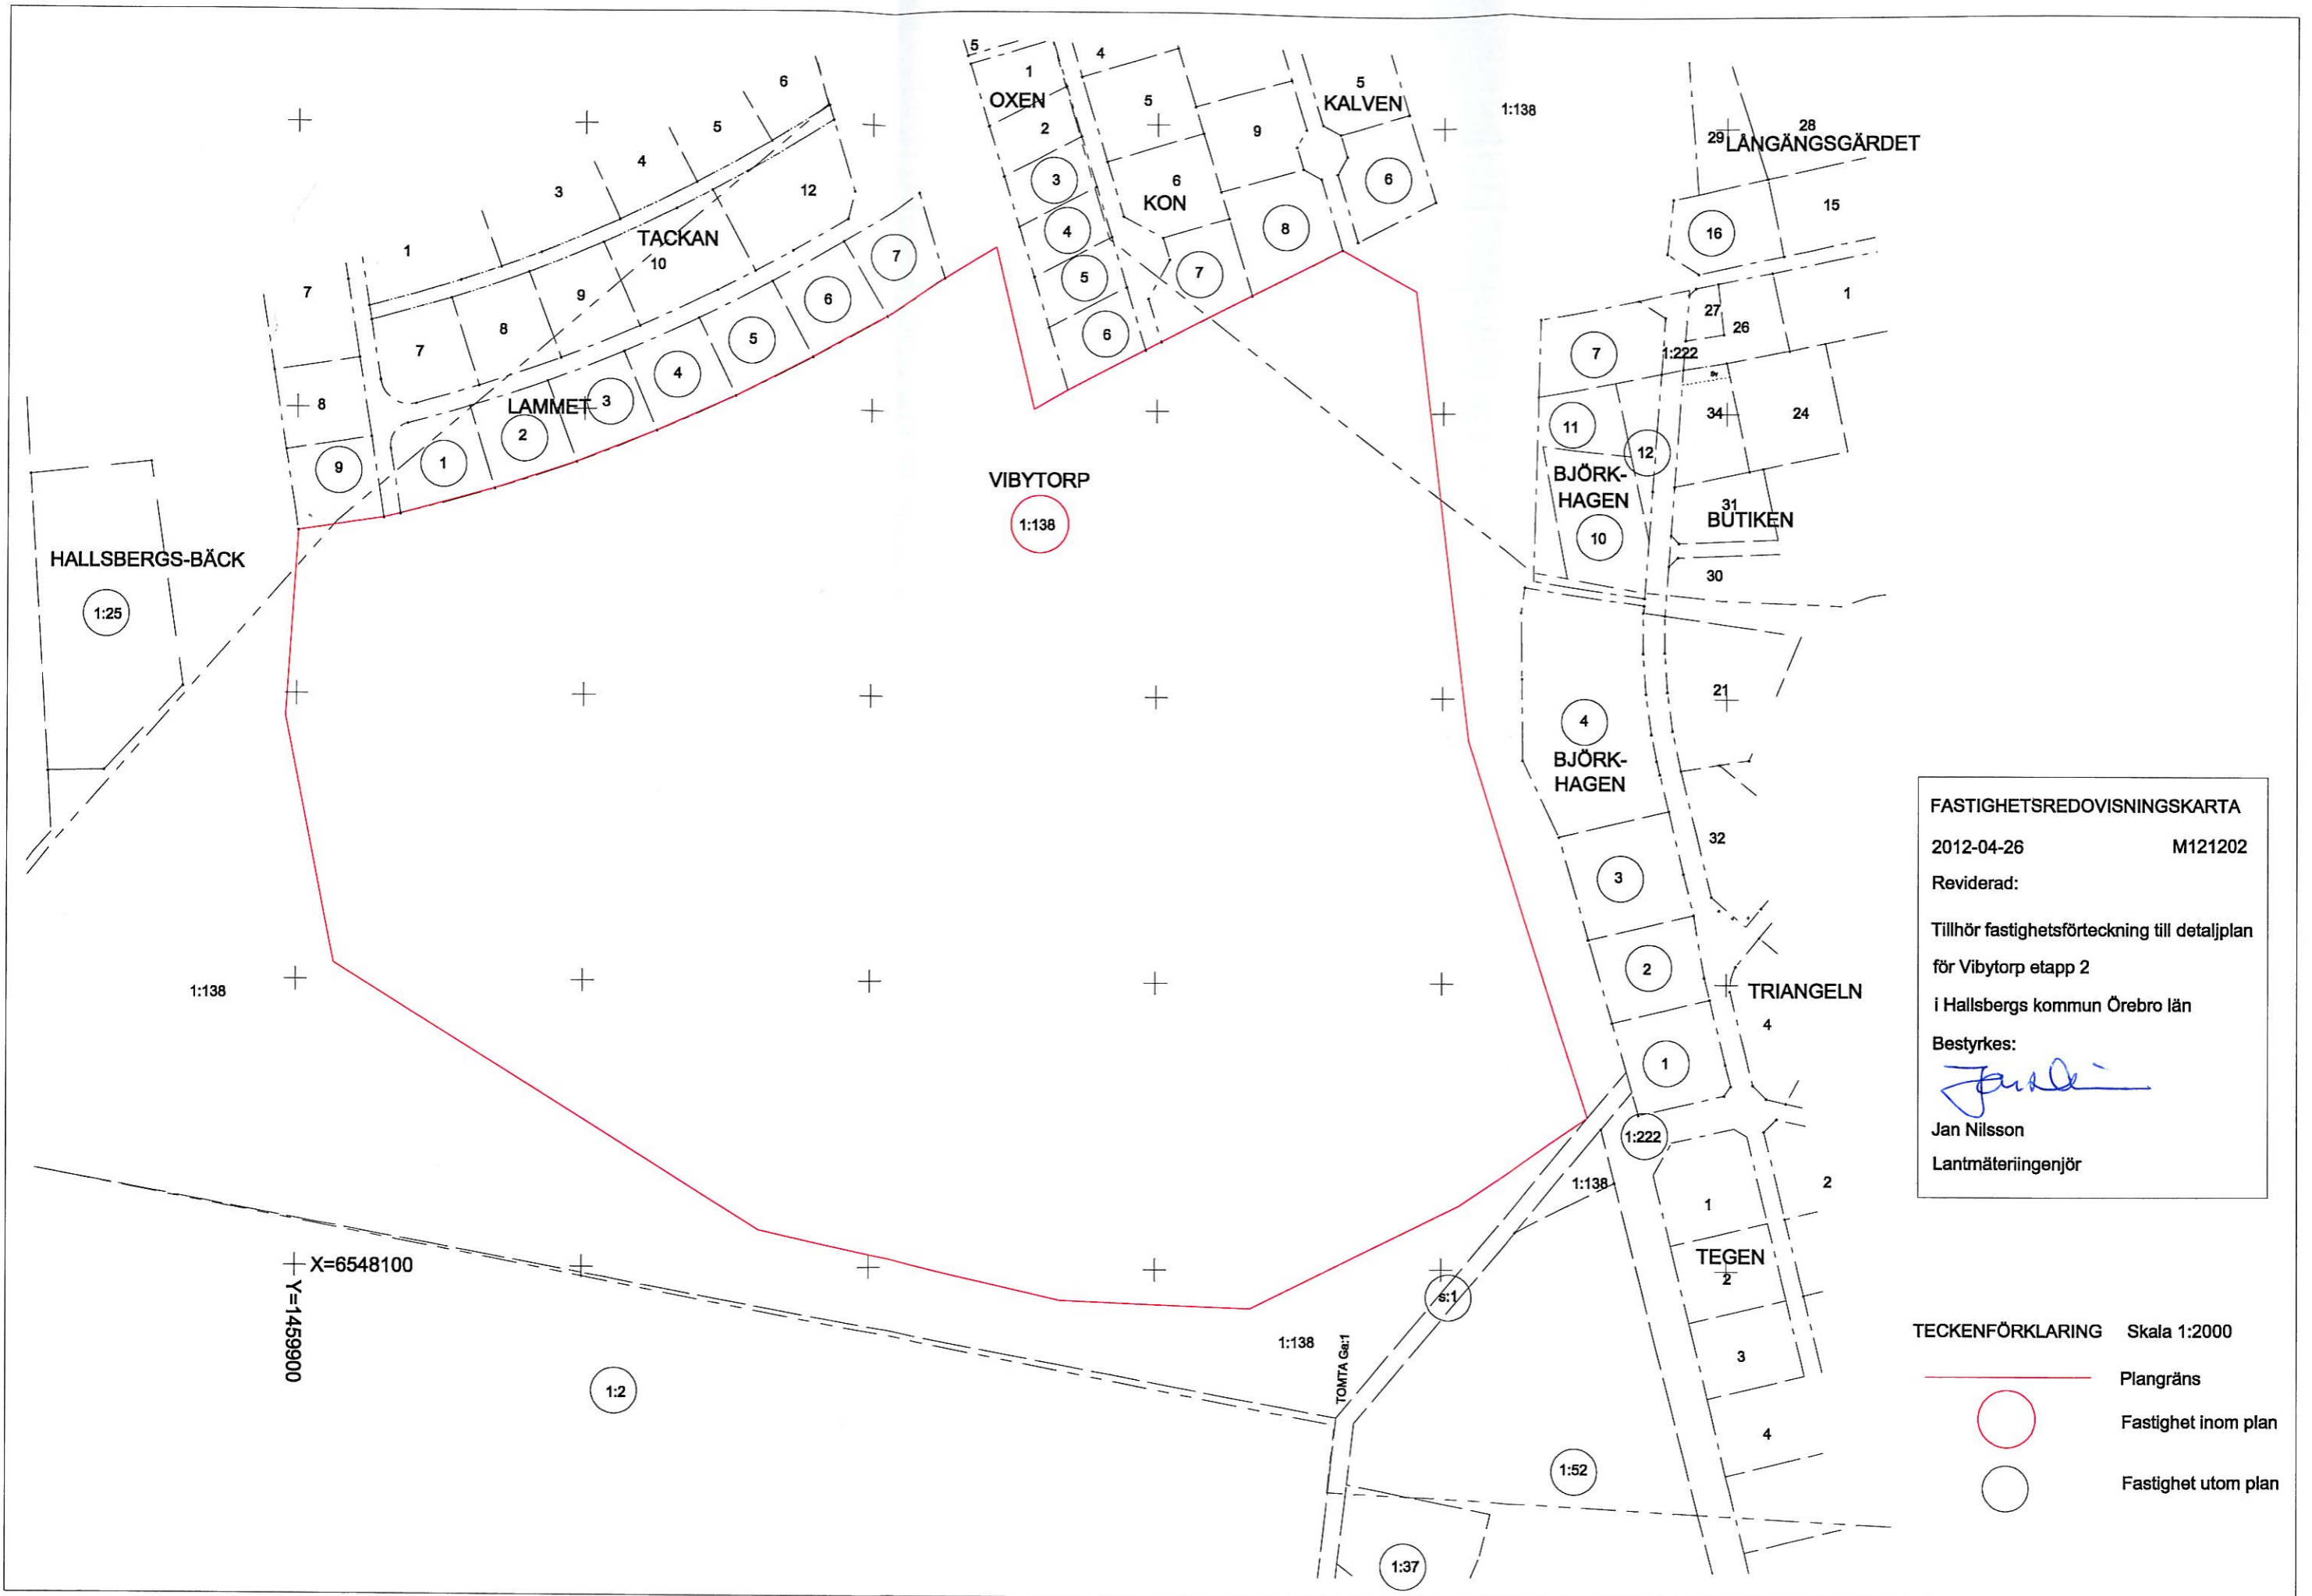 5
4
1
OXEN
2
3
4
5
6
5
9
6
KON
7
8
5
KALVEN
6
1:138
29
28
LÅNGÄNGSGÄRDET
15
16
27
26
1
1:222
34
24
31
BUTIKEN
30
21
32
6
5
4
3
1
12
TACKAN
10
9
8
7
7
8
9
LAMMET
1
2
3
4
5
6
7
HALLSBERGS-BÄCK
1:25
VIBYTORP
1:138
7
11
12
BJÖRK-
HAGEN
10
4
BJÖRK-
HAGEN
3
2
1
TRIANGELN
4
2
1:222
1:138
1
TEGEN
2
3
4
1:138
X=6548100
Y=1459900
1:2
1:138
TOMTA Ga:1
s:1
1:52
1:37
FASTIGHETSREDOVISNINGSKARTA
2012-04-26 M121202
Reviderad:
Tillhör fastighetsförteckning till detaljplan
för Vibytorp etapp 2
i Hallsbergs kommun Örebro län
Bestyrkes:
Jan Nilsson
Lantmäteriingenjör
TECKENFÖRKLARING Skala 1:2000
Plangräns
Fastighet inom plan
Fastighet utom plan